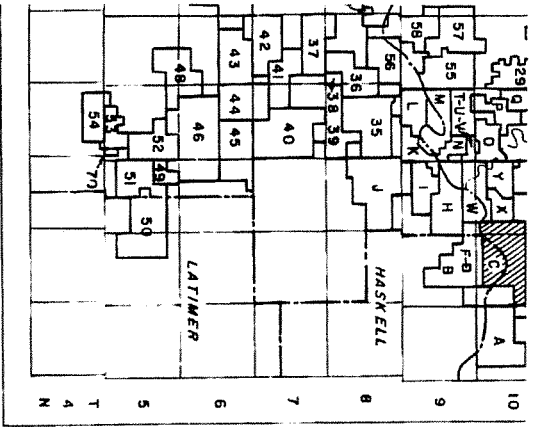 58
57
42
37
43
41
56
55
29
48
36
38
44
L
M
T-U-V
Q
P
54
53
46
45
40
39
35
N
O
52
K
70
51
49
J
I
H
Y
W
X
50
F-D
B
C
LATIMER
HASKELL
A
T 4 N
5
6
7
8
9
10